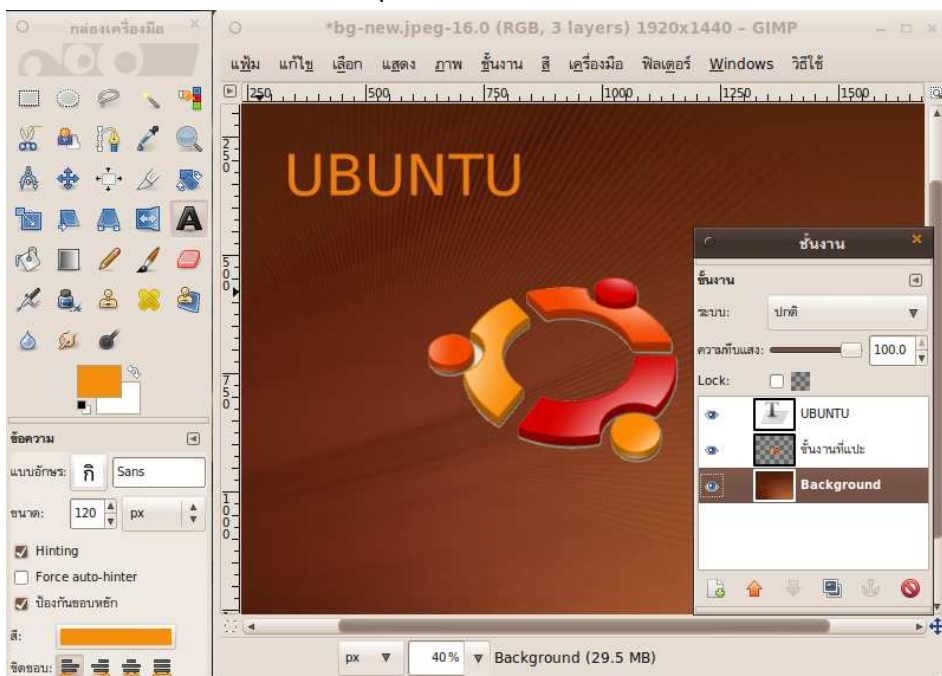 กล่องเครื่องมือ
*bg-new.jpeg-16.0 (RGB, 3 layers) 1920x1440 – GIMP
แฟ้ม แก้ไข เลือก แสดง ภาพ ชั้นงาน สี เครื่องมือ ฟิลเตอร์ Windows วิธีใช้
250 500 750 1000 1250 1500
250
500
750
1000
UBUNTU
ข้อความ
แบบอักษร: กิ Sans
ขนาด: 120 px
Hinting
Force auto-hinter
ป้องกันขอบหยัก
สี:
ชิดขอบ:
ชั้นงาน
ชั้นงาน
ระบบ: ปกติ
ความทึบแสง: 100.0
Lock:
UBUNTU
ชั้นงานที่แปะ
Background
px 40 % Background (29.5 MB)